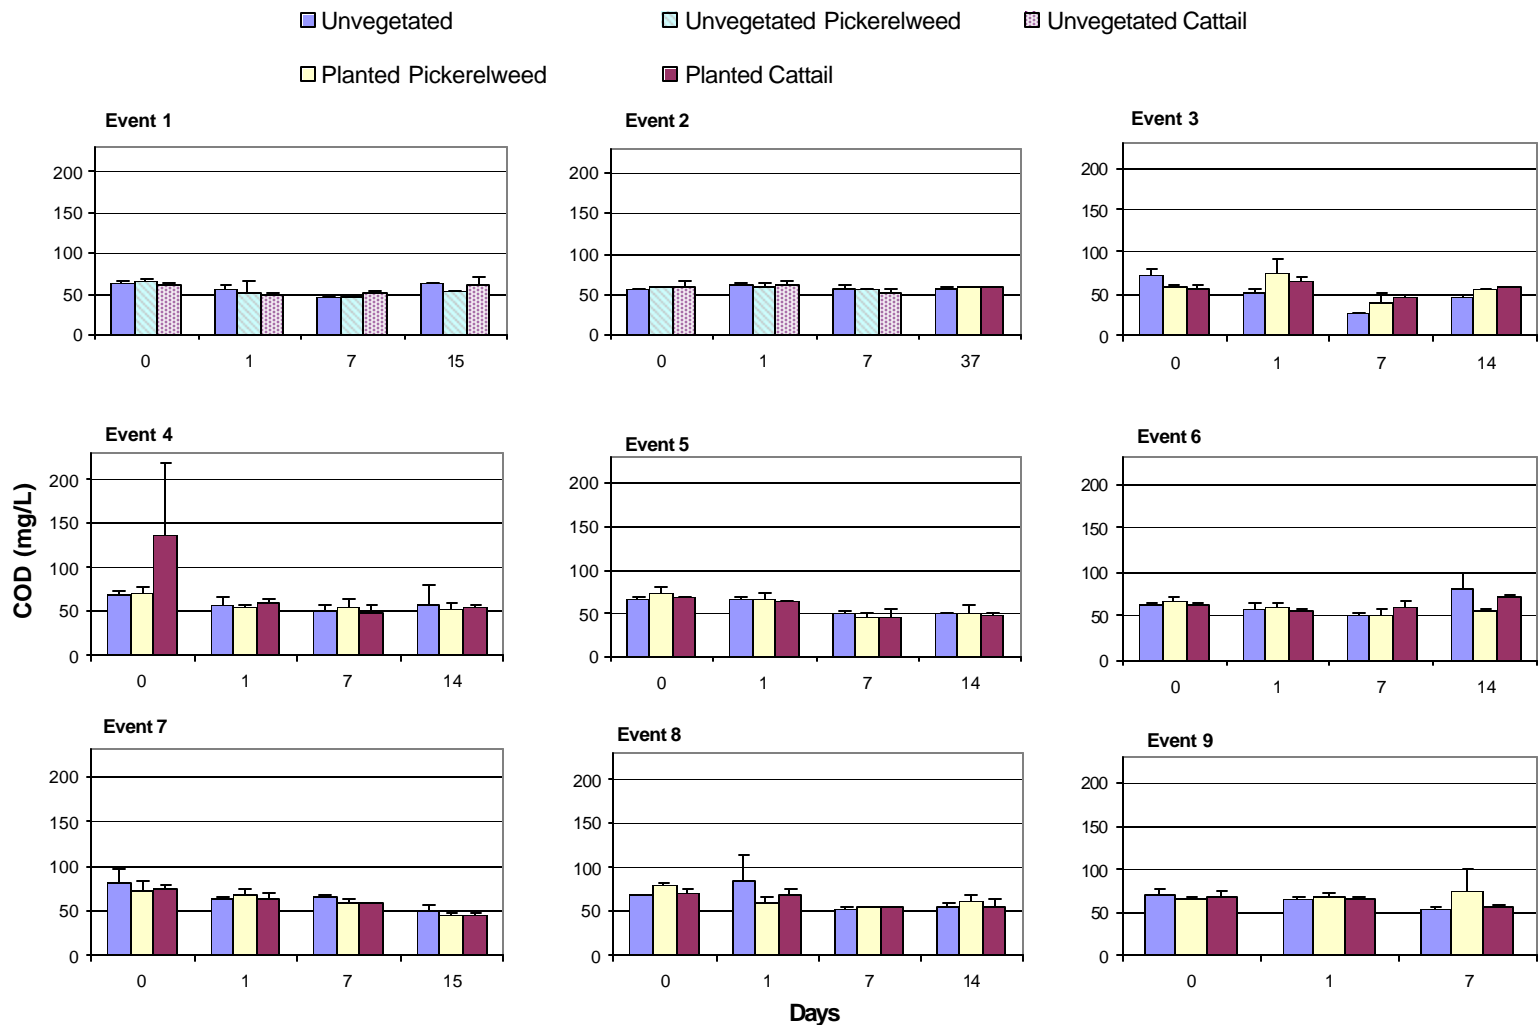 Unvegetated Unvegetated Pickerelweed Unvegetated Cattail
Planted Pickerelweed Planted Cattail
Event 1
200
150
100
50
0
0 1 7 15
Event 2
200
150
100
50
0
0 1 7 37
Event 3
200
150
100
50
0
0 1 7 14
COD (mg/L)
Event 4
200
150
100
50
0
0 1 7 14
Event 5
200
150
100
50
0
0 1 7 14
Event 6
200
150
100
50
0
0 1 7 14
Event 7
200
150
100
50
0
0 1 7 15
Event 8
200
150
100
50
0
0 1 7 14
Event 9
200
150
100
50
0
0 1 7
Days